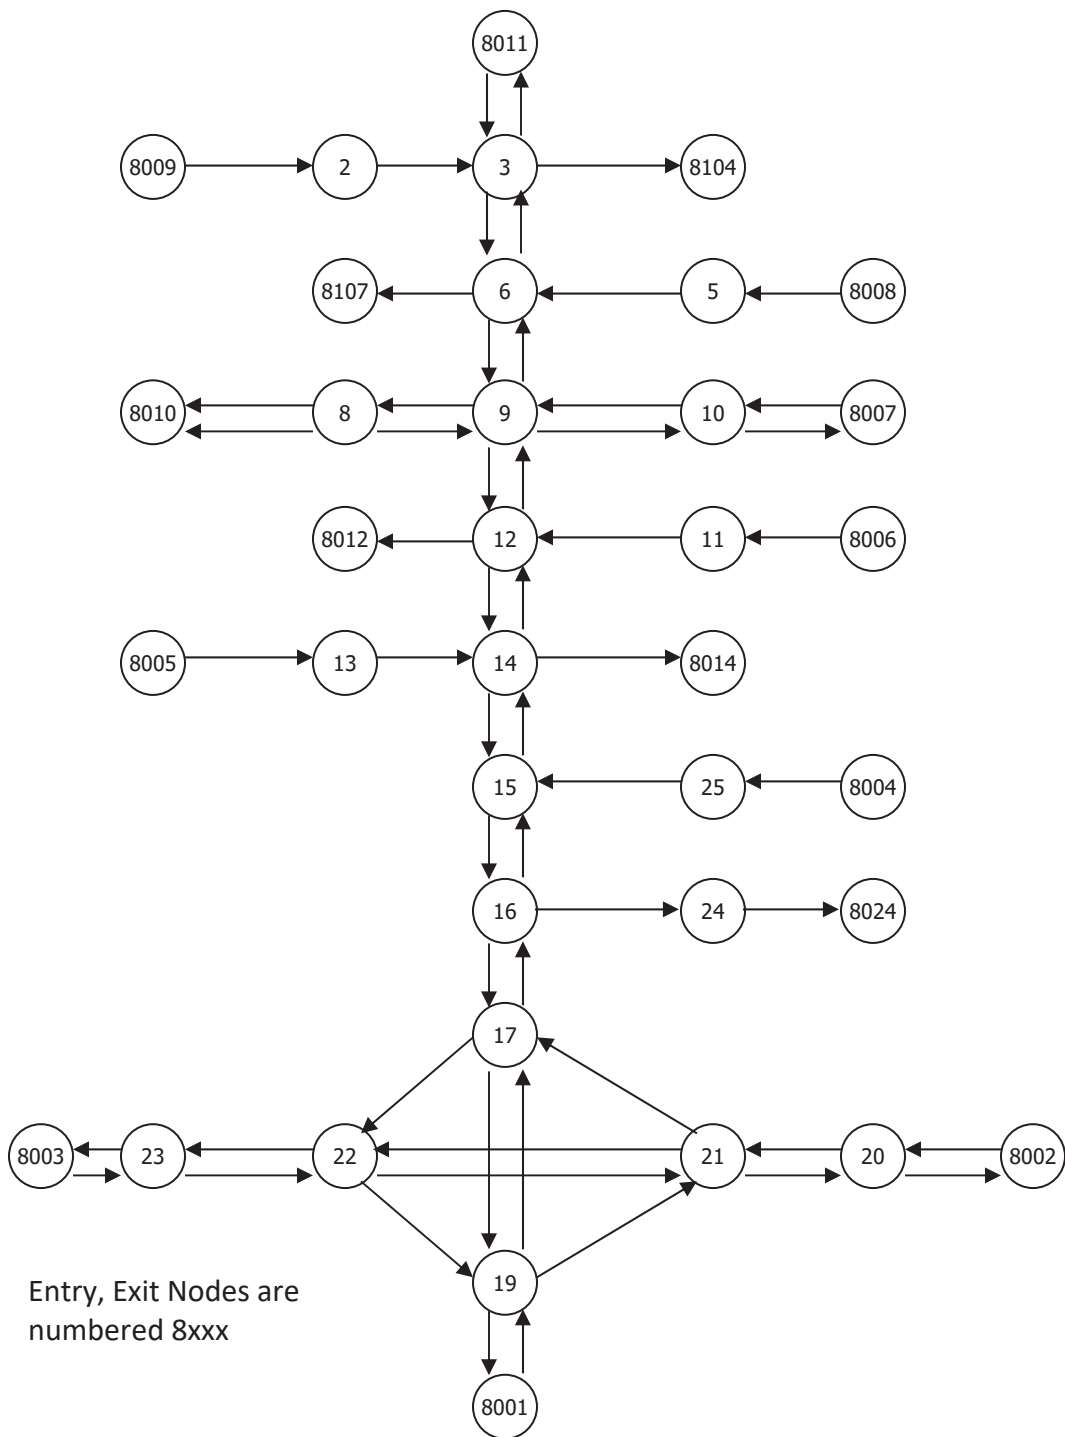 8011
8009 2 3 8104
8107 6 5 8008
8010 8 9 10 8007
8012 12 11 8006
8005 13 14 8014
15 25 8004
16 24 8024
17
8003 23 22 21 20 8002
19
Entry, Exit Nodes are
numbered 8xxx
8001